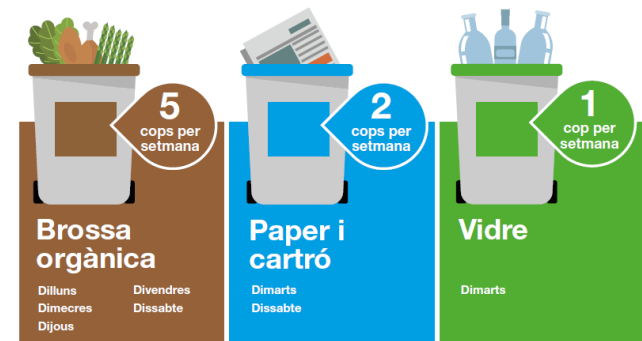 5
cops per
setmana
Brossa
orgànica
Dilluns
Dimecres
Dijous
Divendres
Dissabte
2
cops per
setmana
Paper i
cartró
Dimarts
Dissabte
1
cop per
setmana
Vidre
Dimarts